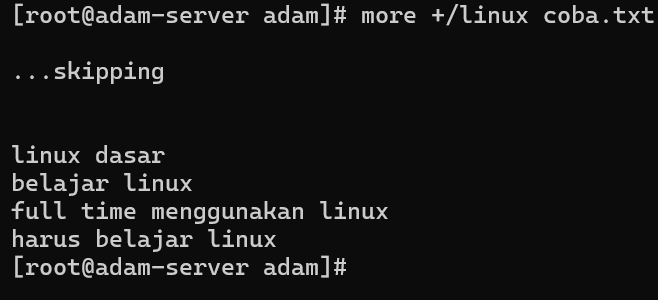 [root@adam-server adam]# more +/linux coba.txt
...skipping
linux dasar
belajar linux
full time menggunakan linux
harus belajar linux
[root@adam-server adam]#